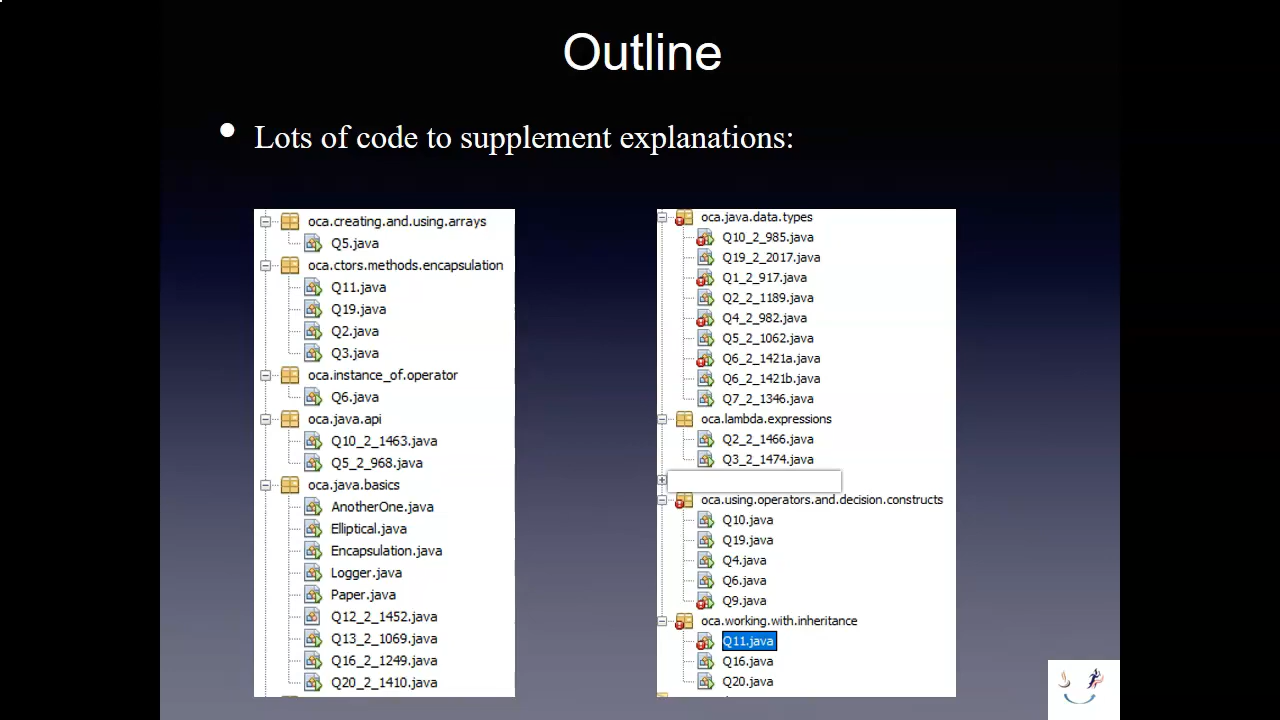 Outline
• Lots of code to supplement explanations:
oca.creating.and.using.arrays
Q5.java
oca.ctors.methods.encapsulation
Q11.java
Q19.java
Q2.java
Q3.java
oca.instance_of.operator
Q6.java
oca.java.api
Q10_2_1463.java
Q5_2_968.java
oca.java.basics
AnotherOne.java
Elliptical.java
Encapsulation.java
Logger.java
Paper.java
Q12_2_1452.java
Q13_2_1069.java
Q16_2_1249.java
Q20_2_1410.java
oca.java.data.types
Q10_2_985.java
Q19_2_2017.java
Q1_2_917.java
Q2_2_1189.java
Q4_2_982.java
Q5_2_1062.java
Q6_2_1421a.java
Q6_2_1421b.java
Q7_2_1346.java
oca.lambda.expressions
Q2_2_1466.java
Q3_2_1474.java
oca.using.operators.and.decision.constructs
Q10.java
Q19.java
Q4.java
Q6.java
Q9.java
oca.working.with.inheritance
Q11.java
Q16.java
Q20.java